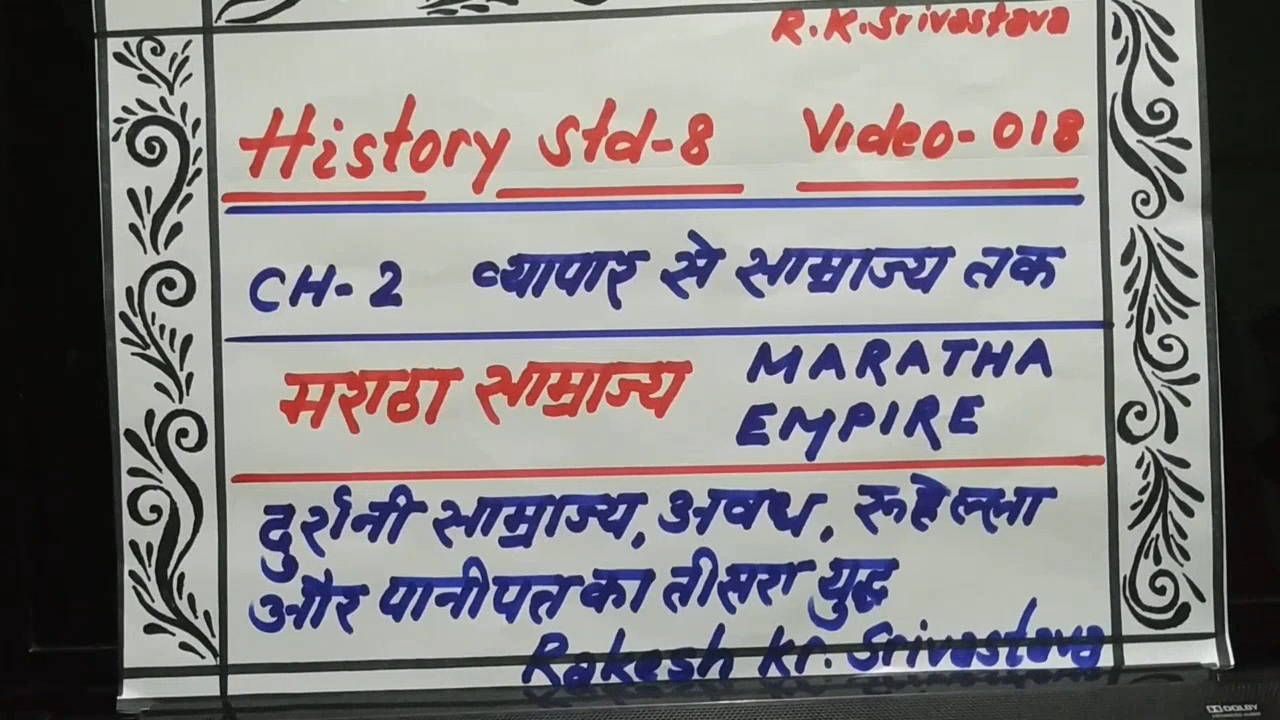 R.K.Srivastava
History Std-8 Video-018
CH-2 व्यापार से साम्राज्य तक
मराठा साम्राज्य MARATHA
EMPIRE
दुर्रानी साम्राज्य, अवध, रूहेल्ला
और पानीपत का तीसरा युद्ध
Rakesh kr. Srivastava
DOLBY